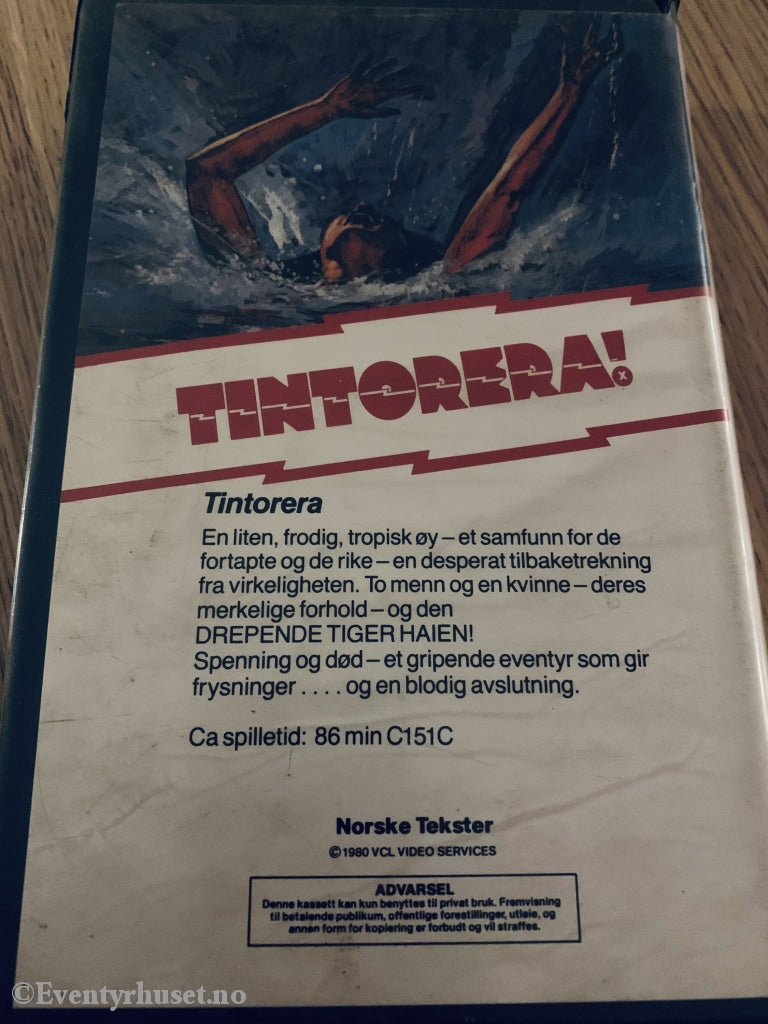 TINTORERA!
Tintorera
En liten, frodig, tropisk øy – et samfunn for de
fortapte og de rike – en desperat tilbaketrekning
fra virkeligheten. To menn og en kvinne – deres
merkelige forhold – og den
DREPENDE TIGER HAIEN!
Spenning og død – et gripende eventyr som gir
frysninger . . . . og en blodig avslutning.
Ca spilletid: 86 min C151C
Norske Tekster
©1980 VCL VIDEO SERVICES
ADVARSEL
Denne kassett kan kun benyttes til privat bruk. Fremvisning
til betalende publikum, offentlige forestillinger, utleie, og
annen form for kopiering er forbudt og vil straffes.
©Eventyrhuset.no